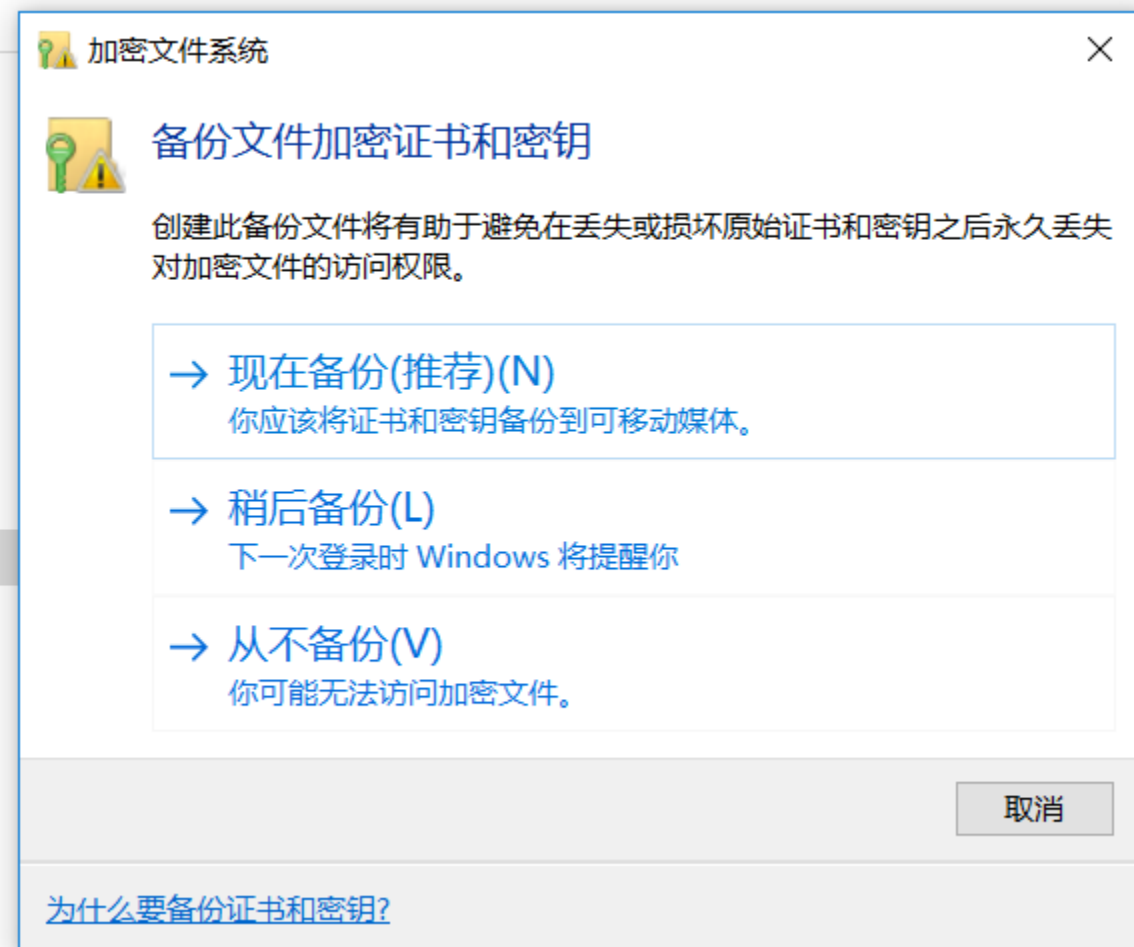 加密文件系统
备份文件加密证书和密钥
创建此备份文件将有助于避免在丢失或损坏原始证书和密钥之后永久丢失
对加密文件的访问权限。
→ 现在备份(推荐)(N)
你应该将证书和密钥备份到可移动媒体。
→ 稍后备份(L)
下一次登录时 Windows 将提醒你
→ 从不备份(V)
你可能无法访问加密文件。
取消
为什么要备份证书和密钥?